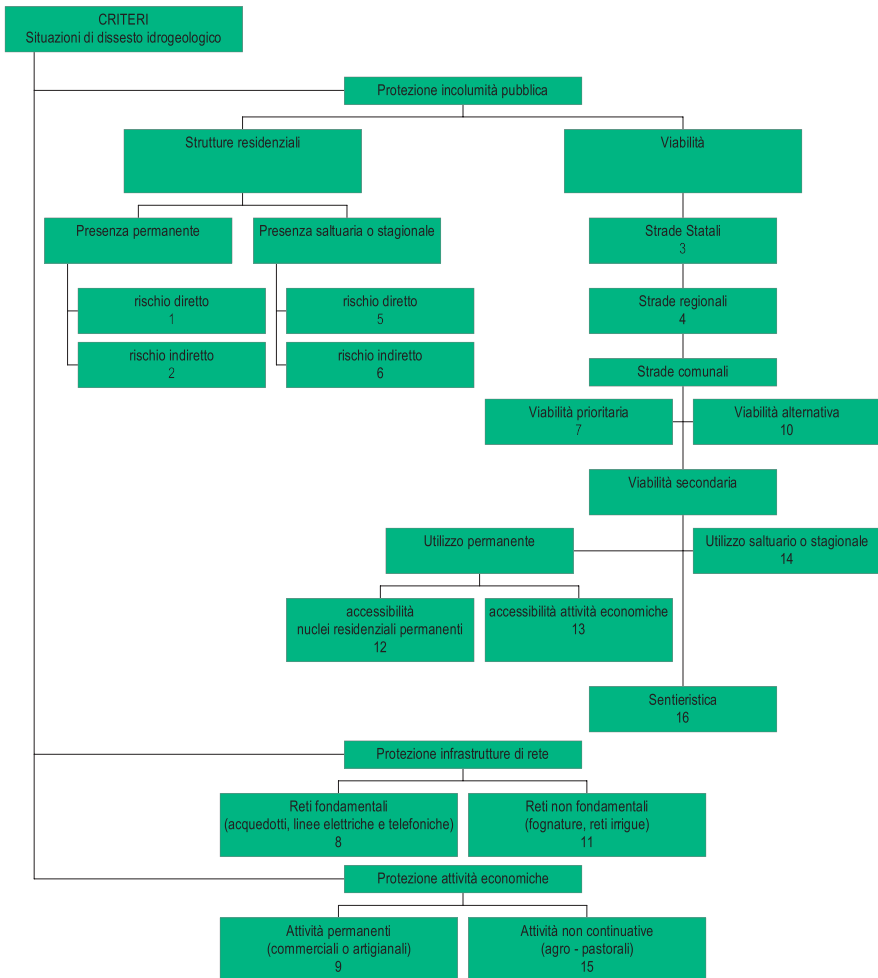 CRITERI
Situazioni di dissesto idrogeologico
Protezione incolumità pubblica
Strutture residenziali
Viabilità
Presenza permanente
Presenza saltuaria o stagionale
Strade Statali
3
rischio diretto
1
rischio diretto
5
Strade regionali
4
rischio indiretto
2
rischio indiretto
6
Strade comunali
Viabilità prioritaria
7
Viabilità alternativa
10
Viabilità secondaria
Utilizzo permanente
Utilizzo saltuario o stagionale
14
accessibilità
nuclei residenziali permanenti
12
accessibilità attività economiche
13
Sentieristica
16
Protezione infrastrutture di rete
Reti fondamentali
(acquedotti, linee elettriche e telefoniche)
8
Reti non fondamentali
(fognature, reti irrigue)
11
Protezione attività economiche
Attività permanenti
(commerciali o artigianali)
9
Attività non continuative
(agro - pastorali)
15